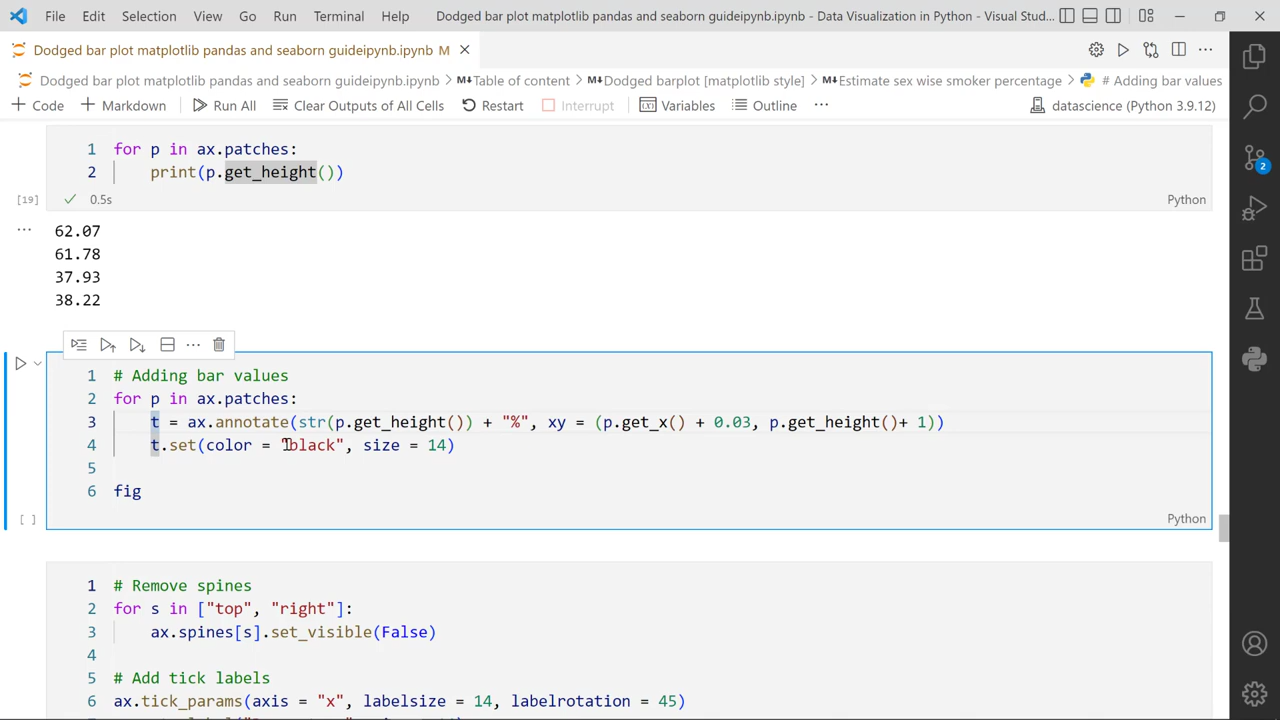 File Edit Selection View Go Run Terminal Help Dodged bar plot matplotlib pandas and seaborn guideipynb.ipynb - Data Visualization in Python - Visual Stud...
Dodged bar plot matplotlib pandas and seaborn guideipynb.ipynb M
Dodged bar plot matplotlib pandas and seaborn guideipynb.ipynb > Table of content > Dodged barplot [matplotlib style] > Estimate sex wise smoker percentage > # Adding bar values
+ Code + Markdown Run All Clear Outputs of All Cells Restart Interrupt Variables Outline ... datascience (Python 3.9.12)
1 for p in ax.patches:
2 print(p.get_height())
[19] 0.5s Python
2
62.07
61.78
37.93
38.22
1 # Adding bar values
2 for p in ax.patches:
3 t = ax.annotate(str(p.get_height()) + "%", xy = (p.get_x() + 0.03, p.get_height()+ 1))
4 t.set(color = "black", size = 14)
5
6 fig
[ ] Python
1 # Remove spines
2 for s in ["top", "right"]:
3 ax.spines[s].set_visible(False)
4
5 # Add tick labels
6 ax.tick_params(axis = "x", labelsize = 14, labelrotation = 45)